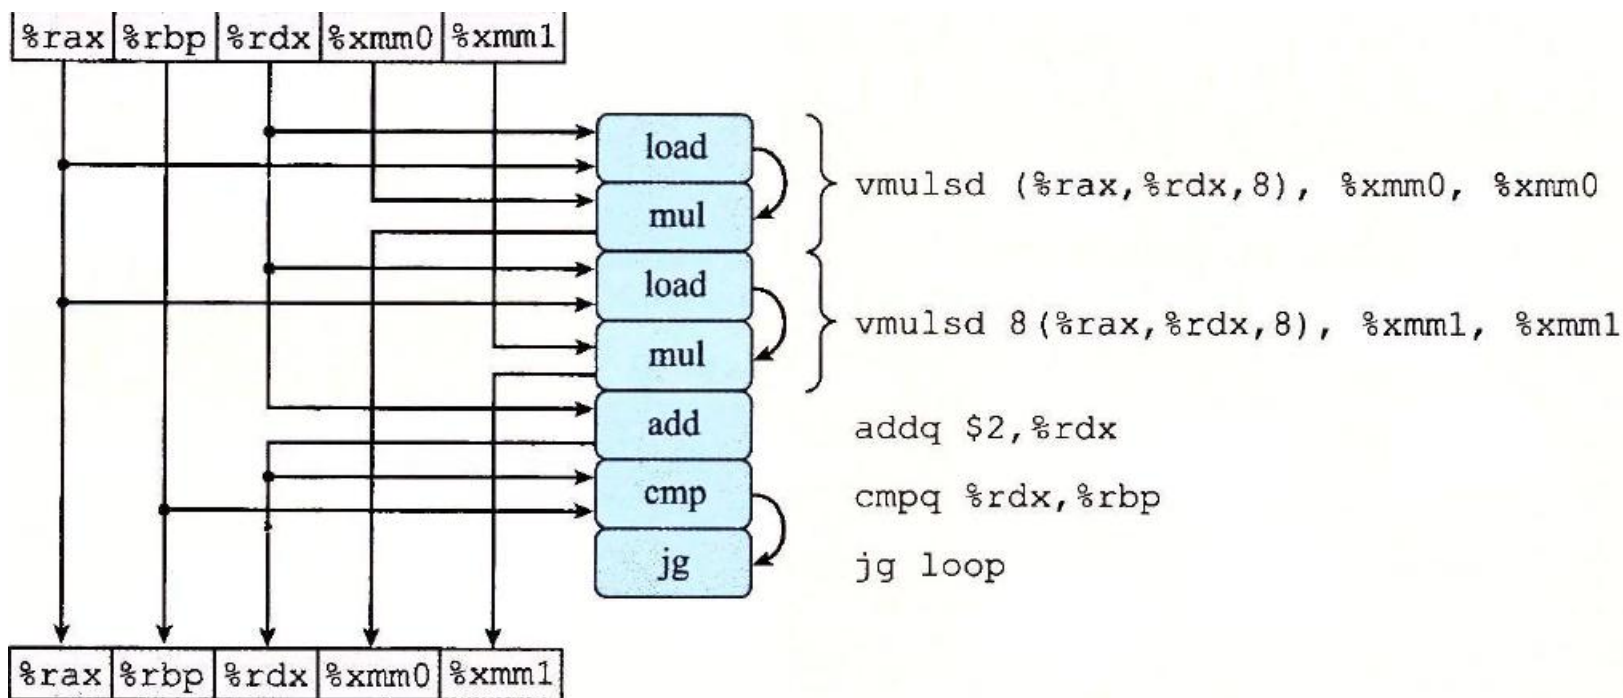 %rax %rbp %rdx %xmm0 %xmm1
load
mul
vmulsd (%rax,%rdx,8), %xmm0, %xmm0
load
mul
vmulsd 8(%rax,%rdx,8), %xmm1, %xmm1
add
addq $2,%rdx
cmp
cmpq %rdx,%rbp
jg
jg loop
%rax %rbp %rdx %xmm0 %xmm1